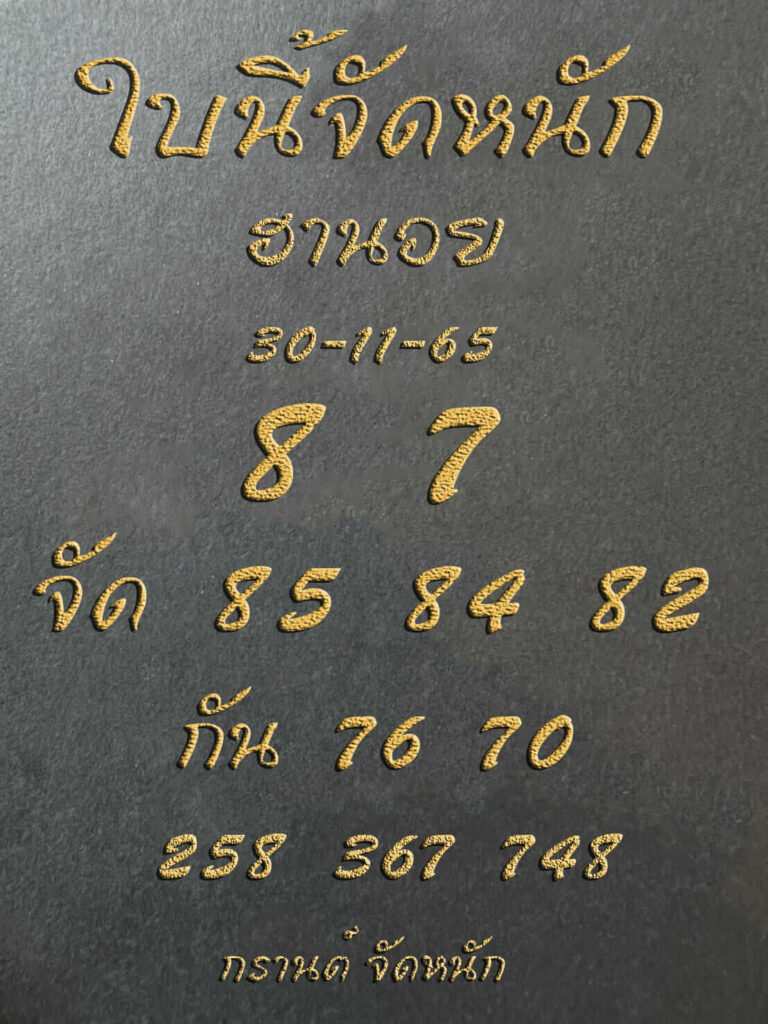 ใบนี้จัดหนัก
ฮานอย
30-11-65
8 7
จัด 85 84 82
กัน 76 70
258 367 748
กรานต์ จัดหนัก